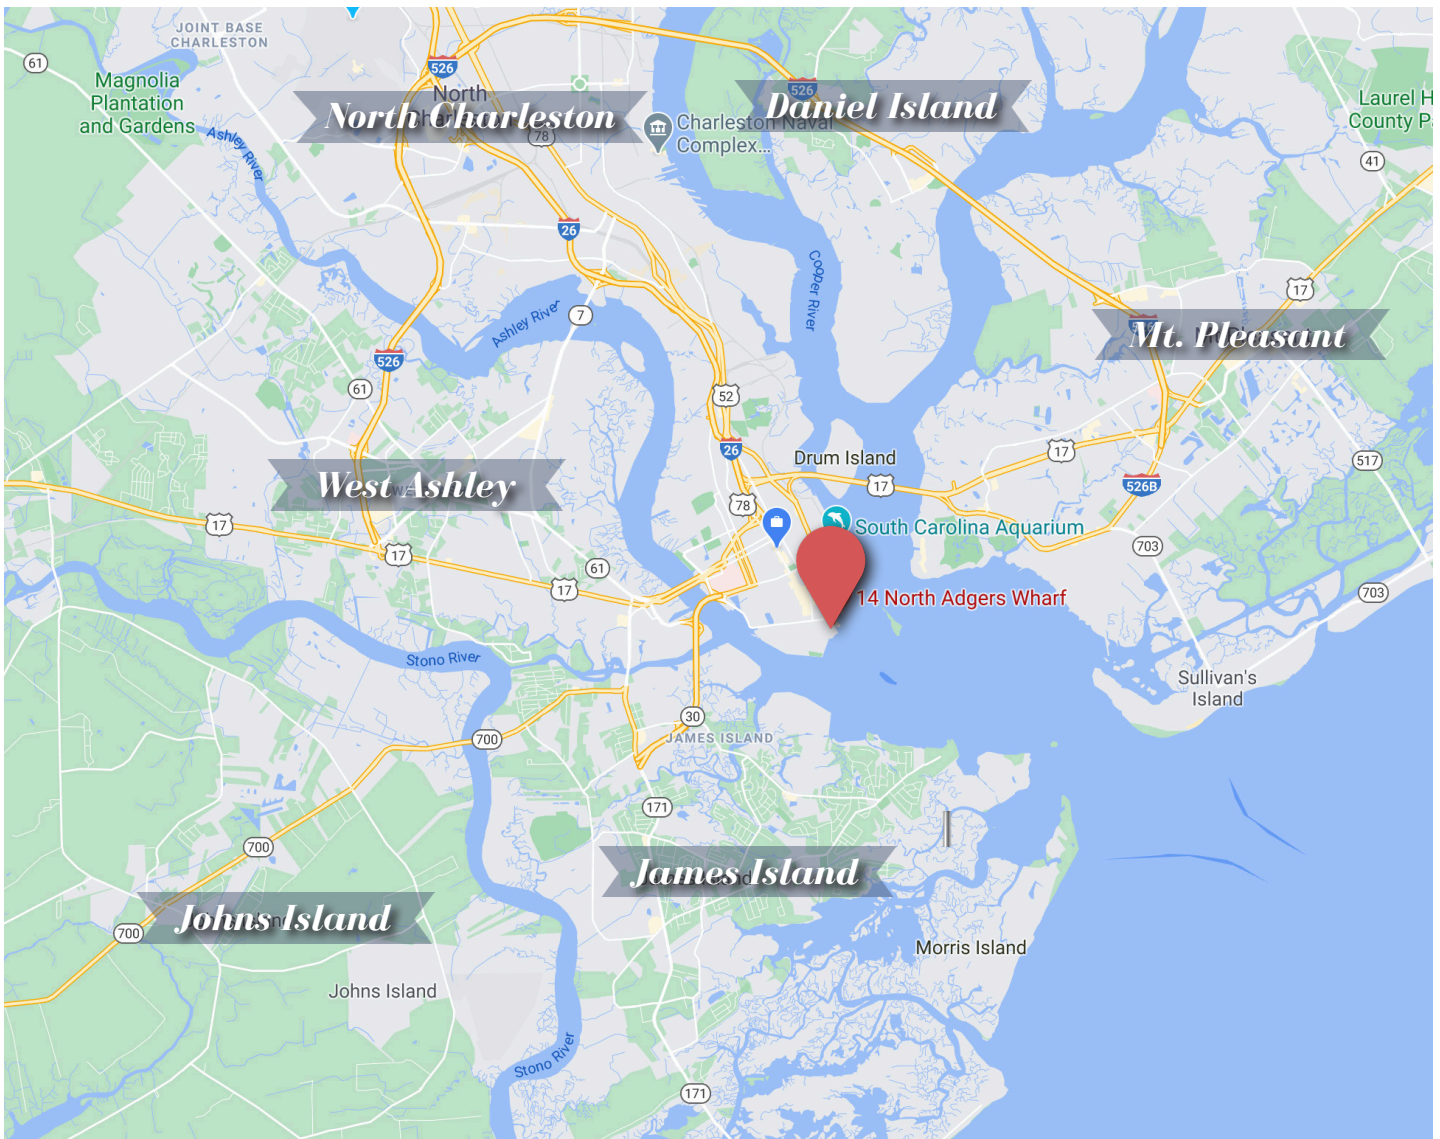 JOINT BASE
CHARLESTON
61
Magnolia
Plantation
and Gardens
526
North
North Charleston
78
Charleston Naval
Complex...
526
Daniel Island
Laurel H
County Pa
41
Ashley River
26
Cooper River
17
Ashley River
7
Mt. Pleasant
526
61
52
26
17
517
Drum Island
17
526B
West Ashley
17
78
South Carolina Aquarium
703
17
61
17
14 North Adgers Wharf
703
Stono River
Sullivan's
Island
30
JAMES ISLAND
700
171
700
James Island
Johns Island
700
Morris Island
Johns Island
Stono River
171